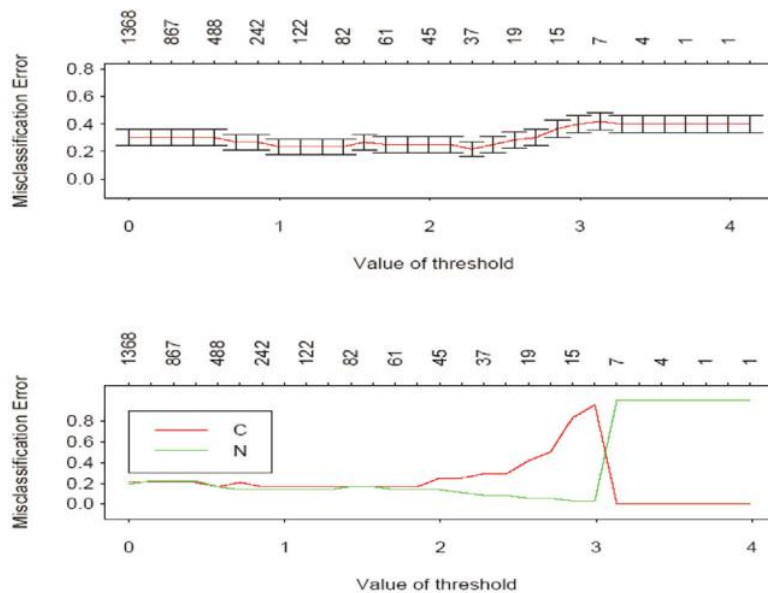 1368 867 488 242 122 82 61 45 37 19 15 7 4 1 1
Misclassification Error
0.8
0.6
0.4
0.2
0.0
0 1 2 3 4
Value of threshold
1368 867 488 242 122 82 61 45 37 19 15 7 4 1 1
Misclassification Error
0.8
0.6
0.4
0.2
0.0
C
N
0 1 2 3 4
Value of threshold